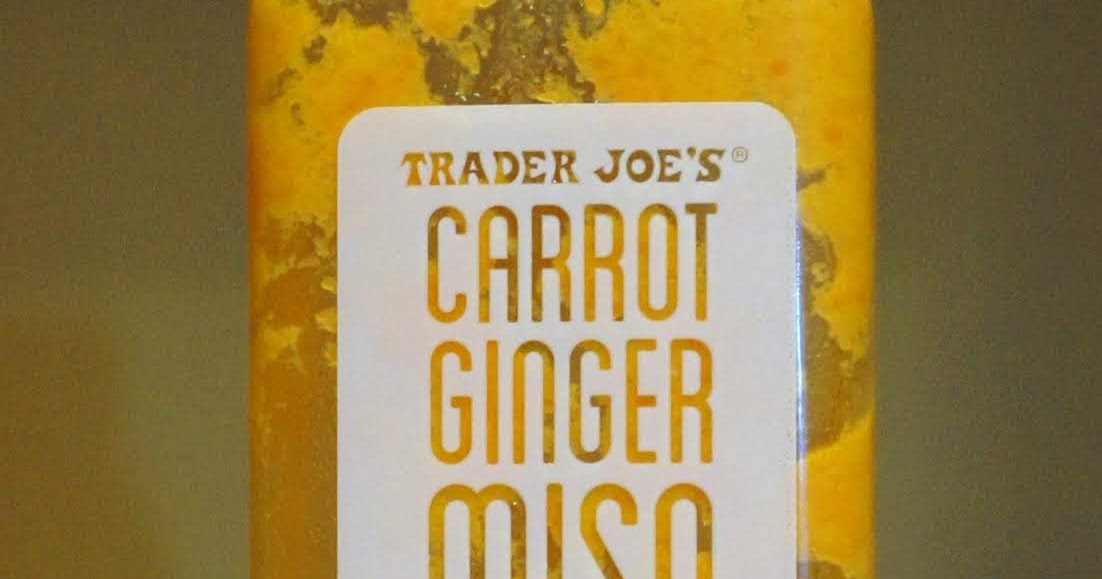 TRADER JOE'S®
CARROT
GINGER
MISO